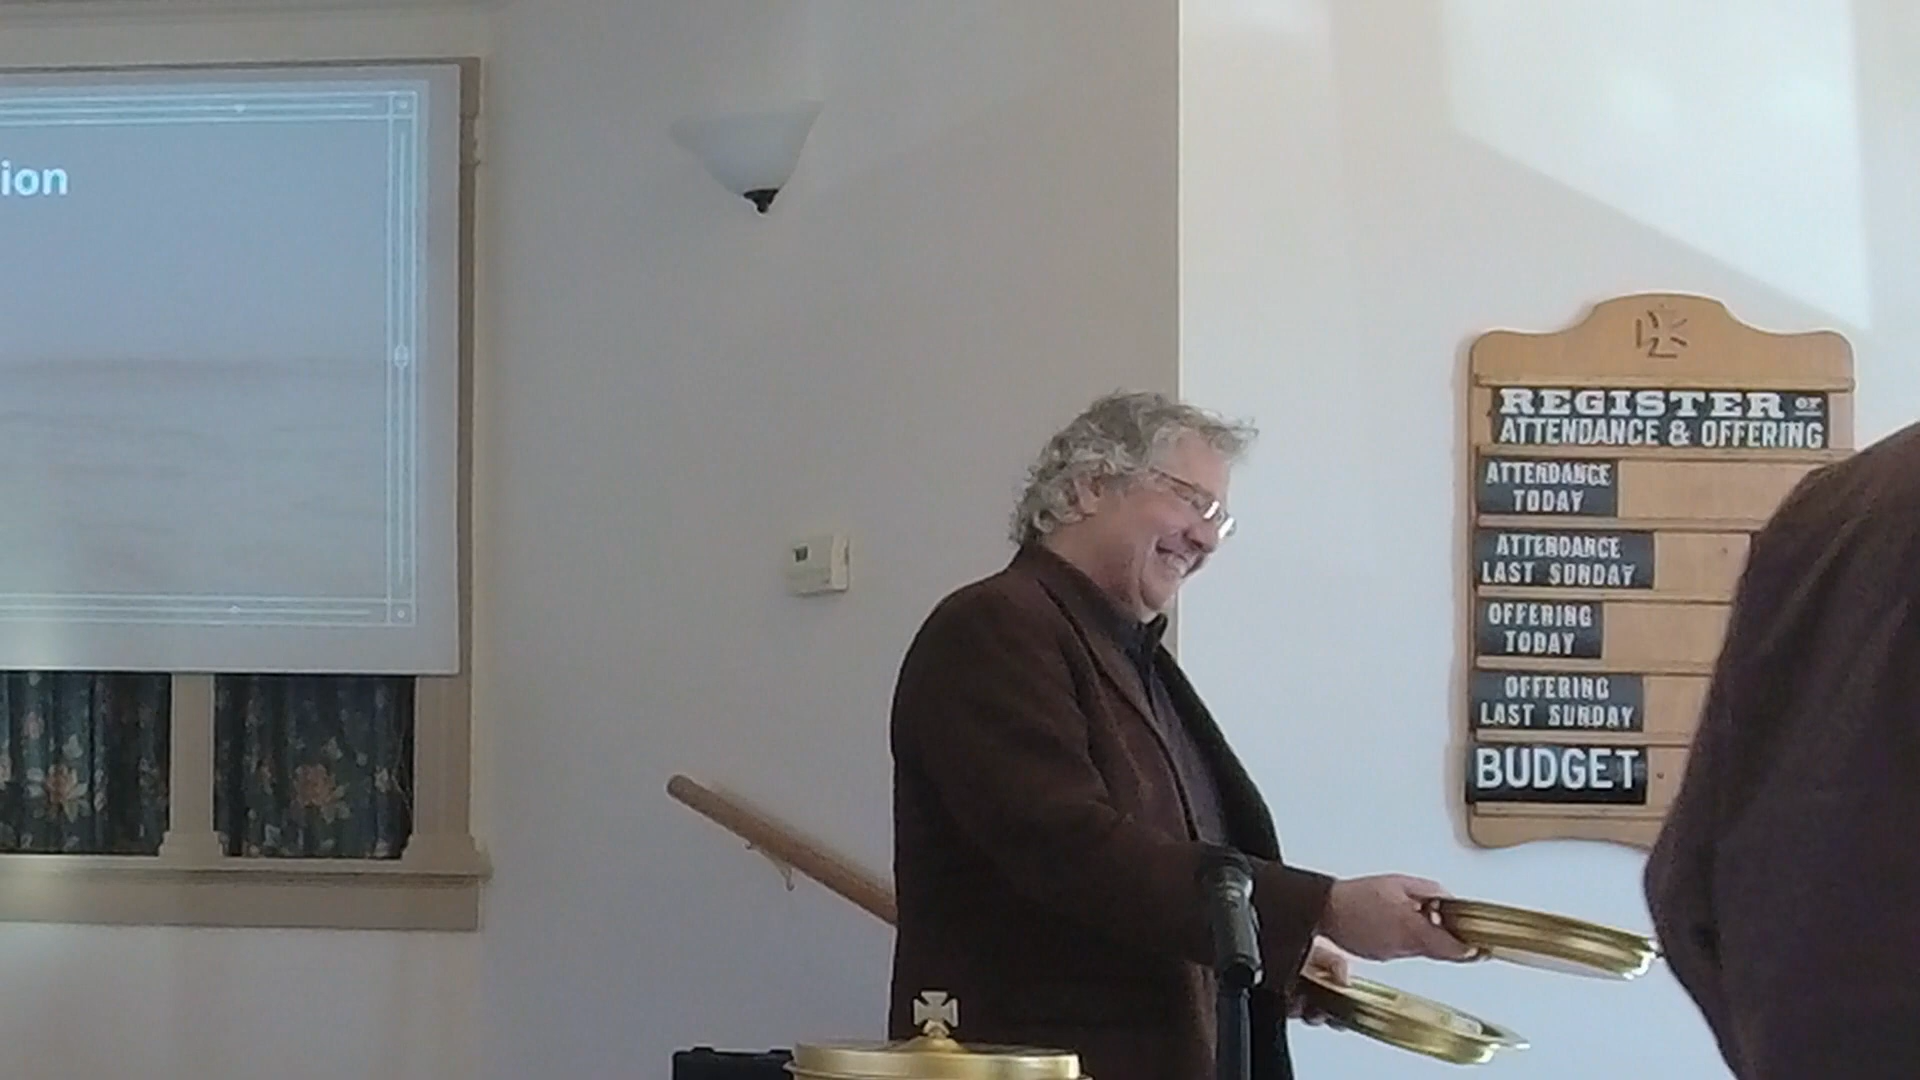 ion
REGISTER OF
ATTENDANCE & OFFERING
ATTENDANCE
TODAY
ATTENDANCE
LAST SUNDAY
OFFERING
TODAY
OFFERING
LAST SUNDAY
BUDGET